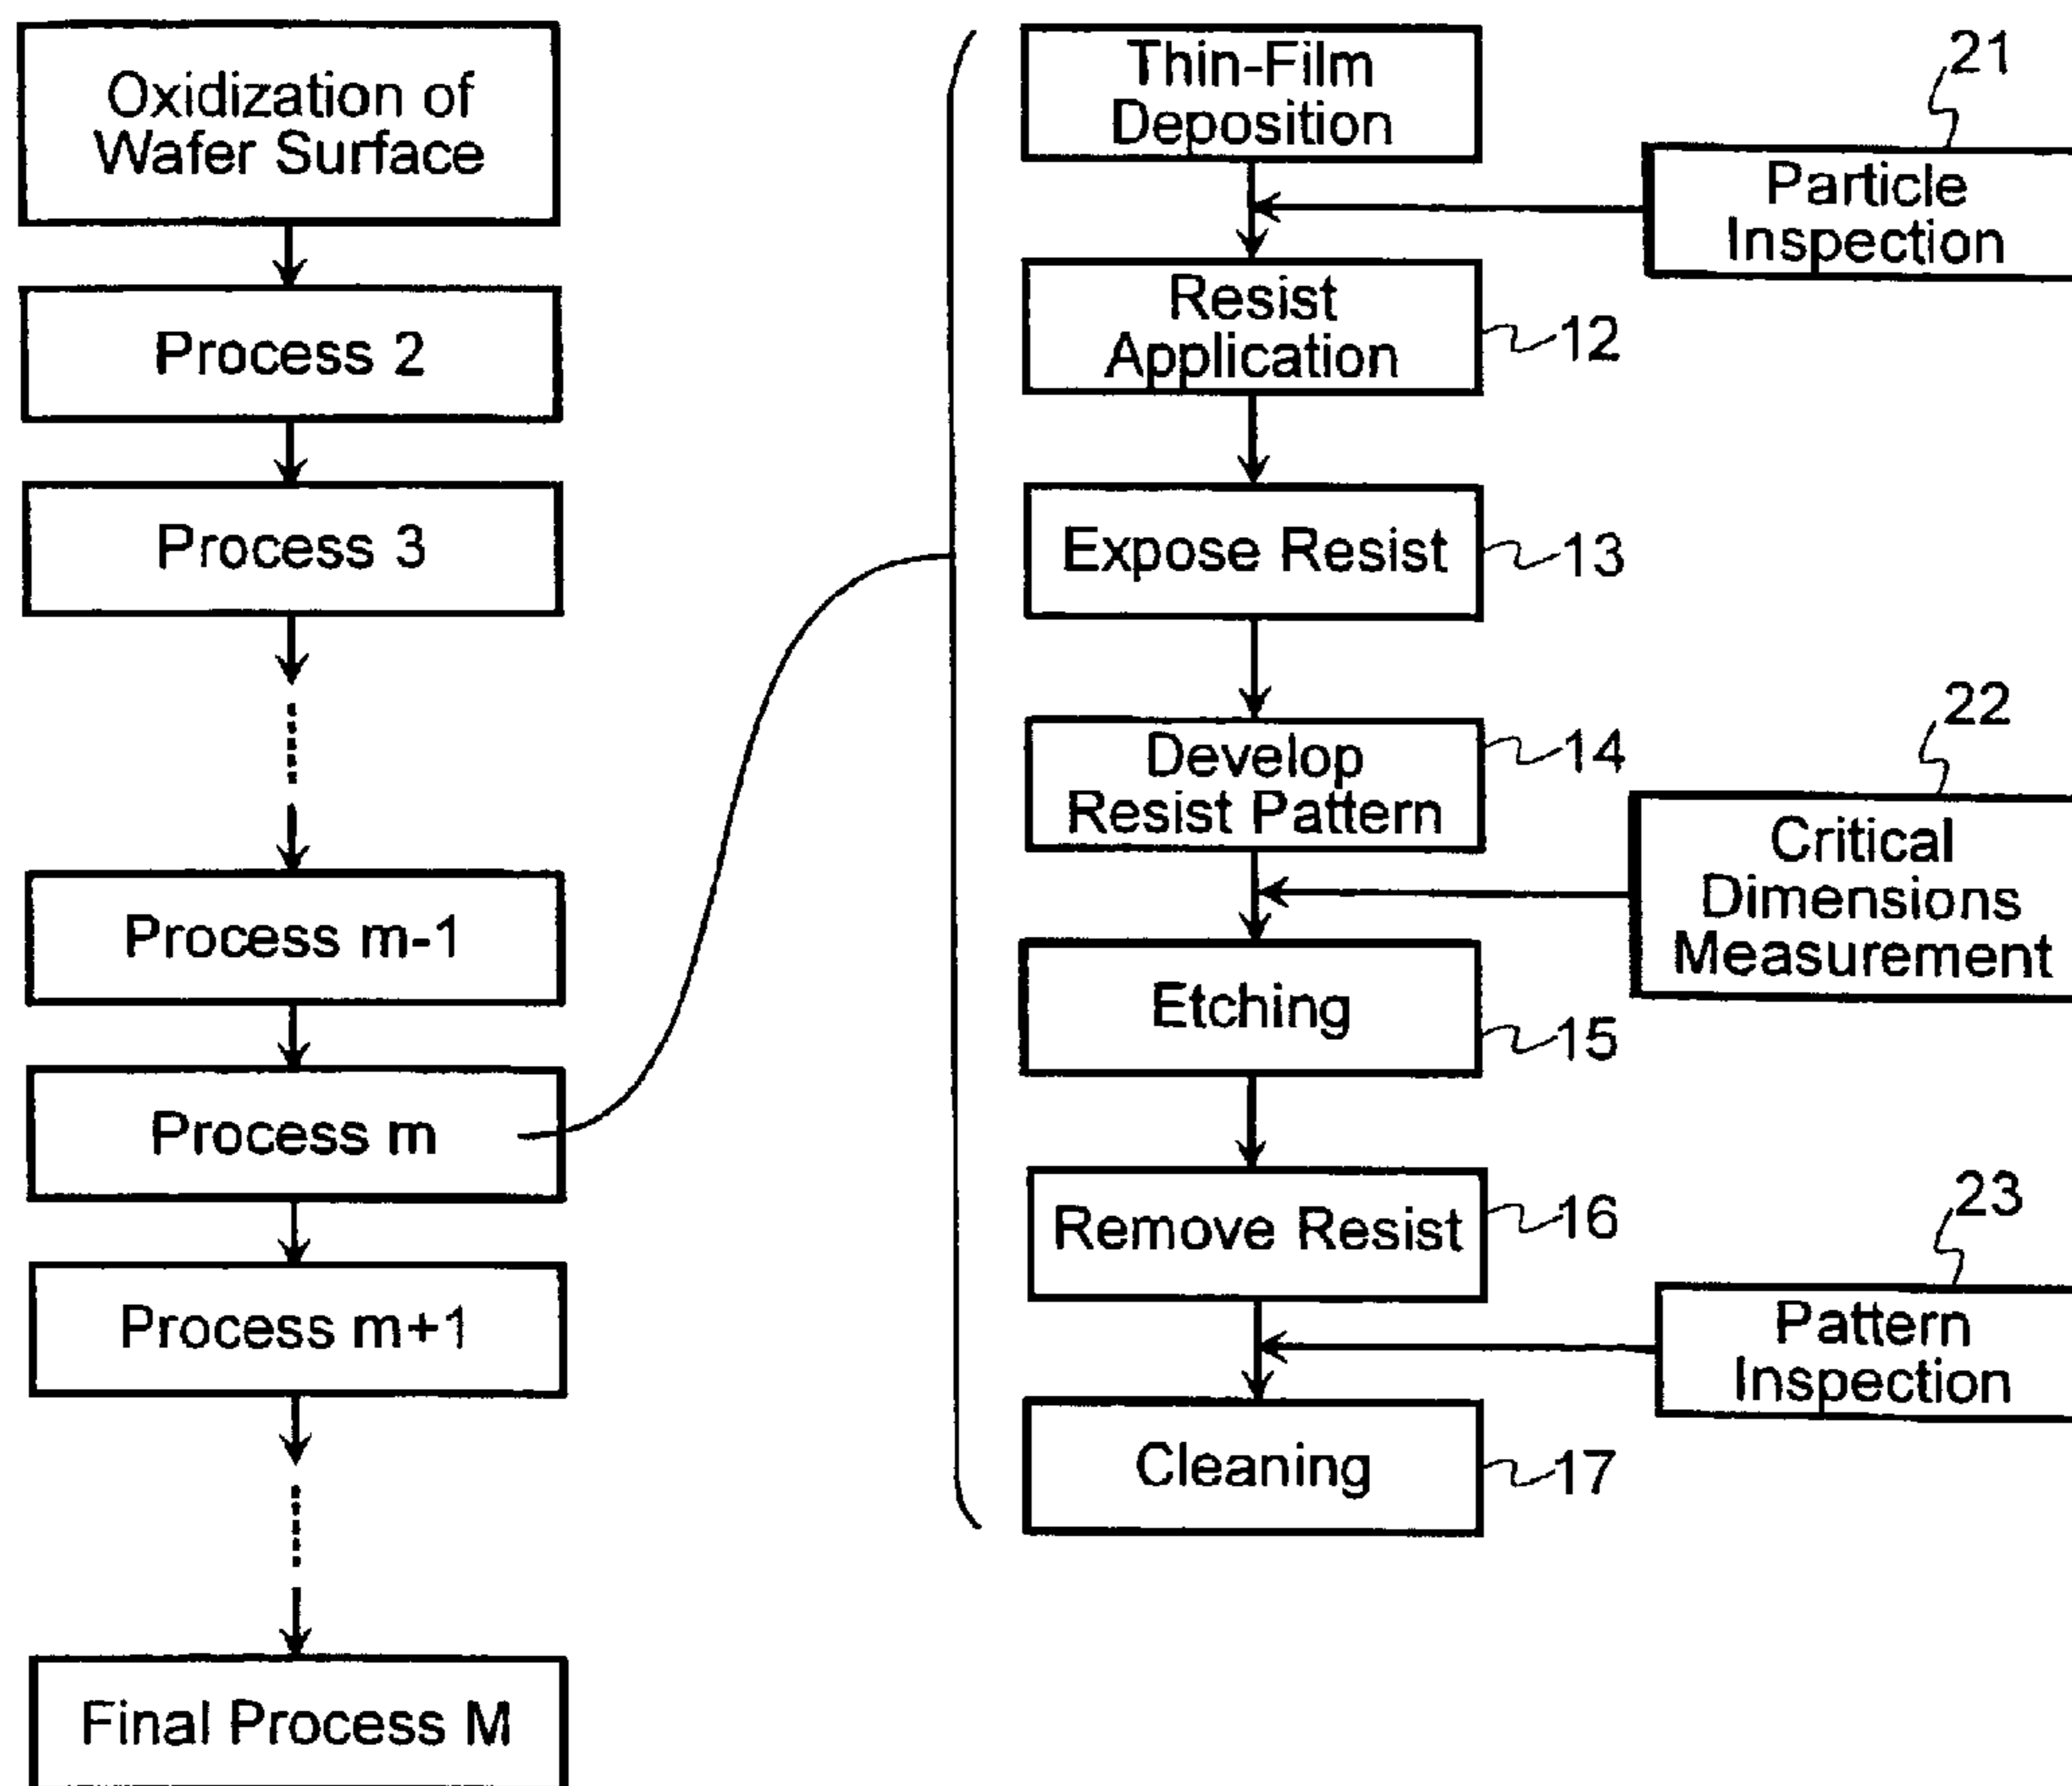 Oxidization of
Wafer Surface
Process 2
Process 3
Process m-1
Process m
Process m+1
Final Process M
Thin-Film
Deposition
Resist
Application
12
Expose Resist
13
Develop
Resist Pattern
14
Etching
15
Remove Resist
16
Cleaning
17
21
Particle
Inspection
22
Critical
Dimensions
Measurement
23
Pattern
Inspection